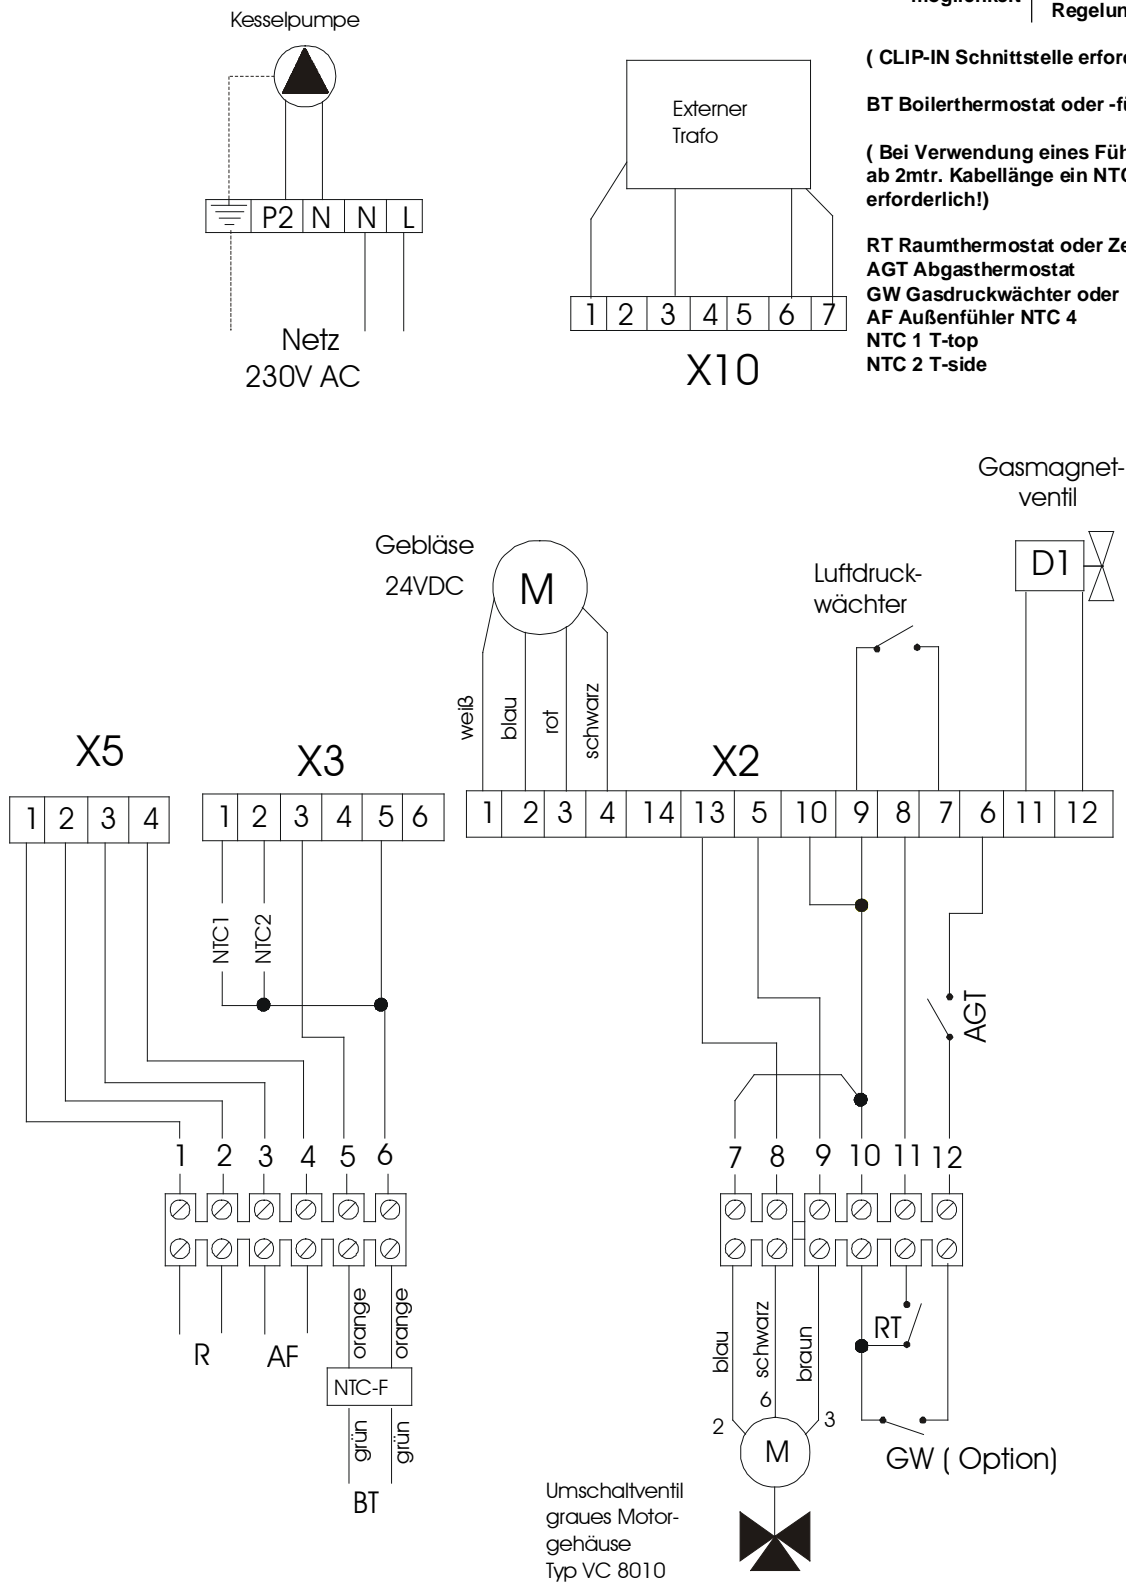 Kesselpumpe
P2 N N L
Netz
230V AC
Externer
Trafo
1 2 3 4 5 6 7
X10
Regelun
( CLIP-IN Schnittstelle erford
BT Boilerthermostat oder -fü
( Bei Verwendung eines Füh
ab 2mtr. Kabellänge ein NTC
erforderlich!)
RT Raumthermostat oder Ze
AGT Abgasthermostat
GW Gasdruckwächter oder
AF Außenfühler NTC 4
NTC 1 T-top
NTC 2 T-side
Gasmagnet-
ventil
D1
Gebläse
24VDC
M
Luftdruck-
wächter
weiß
blau
rot
schwarz
X5
X3
X2
1 2 3 4
1 2 3 4 5 6
1 2 3 4 14 13 5 10 9 8 7 6 11 12
NTC1
NTC2
AGT
1 2 3 4 5 6
7 8 9 10 11 12
R
AF
orange
orange
NTC-F
grün
grün
BT
blau
schwarz
braun
RT
2
6
3
M
GW ( Option)
Umschaltventil
graues Motor-
gehäuse
Typ VC 8010